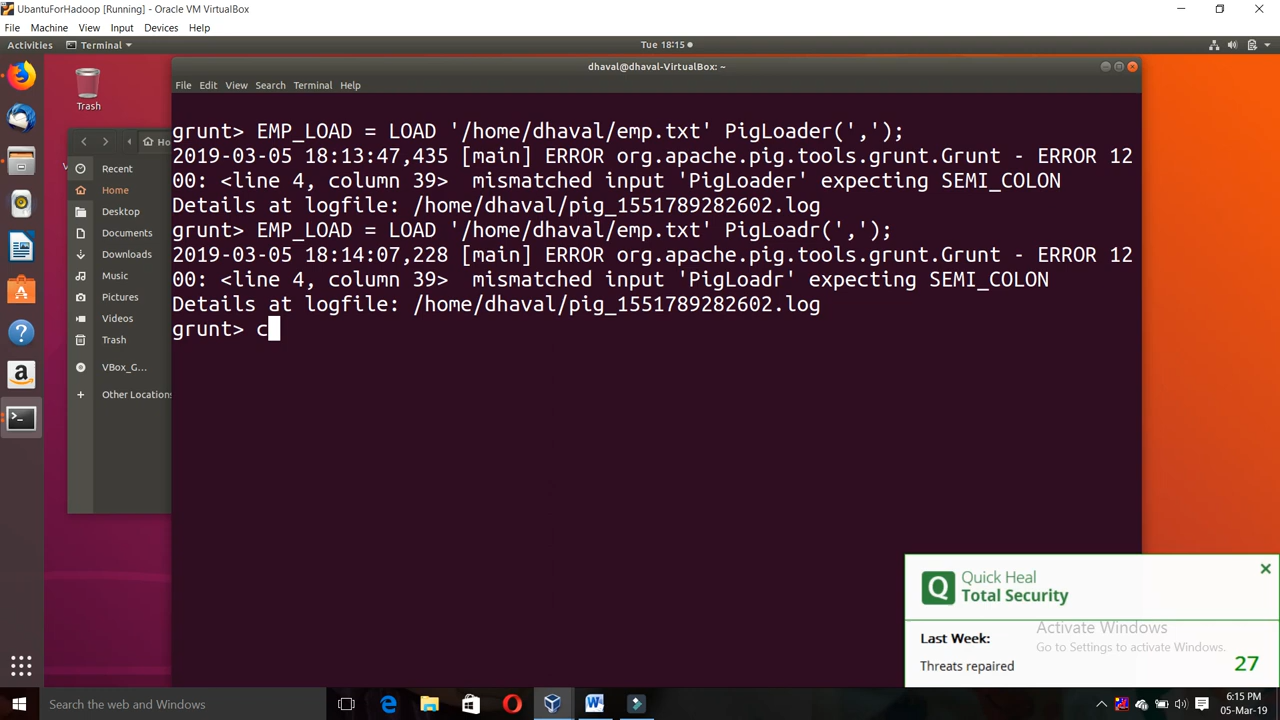 UbantuForHadoop [Running] - Oracle VM VirtualBox
File Machine View Input Devices Help
Activities Terminal Tue 18:15
Trash
dhaval@dhaval-VirtualBox: ~
File Edit View Search Terminal Help
Ho
Recent
Home
Desktop
Documents
Downloads
Music
Pictures
Videos
Trash
VBox_G...
Other Locations
grunt> EMP_LOAD = LOAD '/home/dhaval/emp.txt' PigLoader(',');
2019-03-05 18:13:47,435 [main] ERROR org.apache.pig.tools.grunt.Grunt - ERROR 12
00: <line 4, column 39>  mismatched input 'PigLoader' expecting SEMI_COLON
Details at logfile: /home/dhaval/pig_1551789282602.log
grunt> EMP_LOAD = LOAD '/home/dhaval/emp.txt' PigLoadr(',');
2019-03-05 18:14:07,228 [main] ERROR org.apache.pig.tools.grunt.Grunt - ERROR 12
00: <line 4, column 39>  mismatched input 'PigLoadr' expecting SEMI_COLON
Details at logfile: /home/dhaval/pig_1551789282602.log
grunt> c
Quick Heal
Total Security
Last Week:
Threats repaired 27
Activate Windows
Go to Settings to activate Windows.
Search the web and Windows
6:15 PM
05-Mar-19